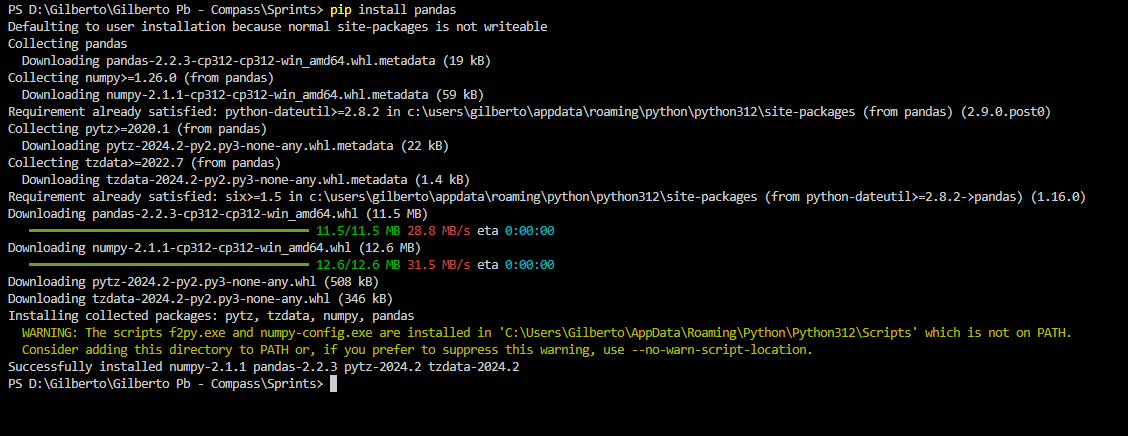 PS D:\Gilberto\Gilberto Pb - Compass\Sprints> pip install pandas
Defaulting to user installation because normal site-packages is not writeable
Collecting pandas
  Downloading pandas-2.2.3-cp312-cp312-win_amd64.whl.metadata (19 kB)
Collecting numpy>=1.26.0 (from pandas)
  Downloading numpy-2.1.1-cp312-cp312-win_amd64.whl.metadata (59 kB)
Requirement already satisfied: python-dateutil>=2.8.2 in c:\users\gilberto\appdata\roaming\python\python312\site-packages (from pandas) (2.9.0.post0)
Collecting pytz>=2020.1 (from pandas)
  Downloading pytz-2024.2-py2.py3-none-any.whl.metadata (22 kB)
Collecting tzdata>=2022.7 (from pandas)
  Downloading tzdata-2024.2-py2.py3-none-any.whl.metadata (1.4 kB)
Requirement already satisfied: six>=1.5 in c:\users\gilberto\appdata\roaming\python\python312\site-packages (from python-dateutil>=2.8.2->pandas) (1.16.0)
Downloading pandas-2.2.3-cp312-cp312-win_amd64.whl (11.5 MB)
11.5/11.5 MB 28.8 MB/s eta 0:00:00
Downloading numpy-2.1.1-cp312-cp312-win_amd64.whl (12.6 MB)
12.6/12.6 MB 31.5 MB/s eta 0:00:00
Downloading pytz-2024.2-py2.py3-none-any.whl (508 kB)
Downloading tzdata-2024.2-py2.py3-none-any.whl (346 kB)
Installing collected packages: pytz, tzdata, numpy, pandas
  WARNING: The scripts f2py.exe and numpy-config.exe are installed in 'C:\Users\Gilberto\AppData\Roaming\Python\Python312\Scripts' which is not on PATH.
  Consider adding this directory to PATH or, if you prefer to suppress this warning, use --no-warn-script-location.
Successfully installed numpy-2.1.1 pandas-2.2.3 pytz-2024.2 tzdata-2024.2
PS D:\Gilberto\Gilberto Pb - Compass\Sprints>